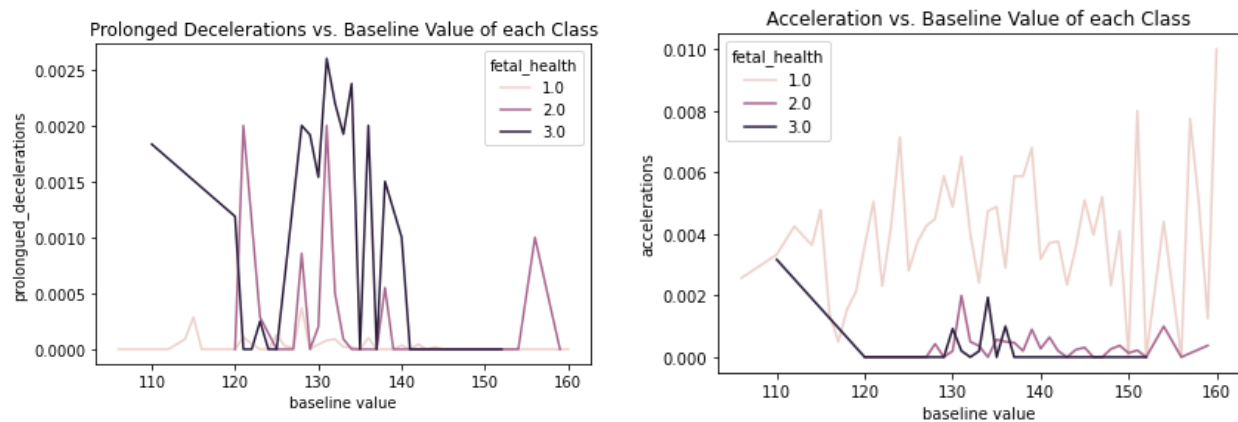 Prolonged Decelerations vs. Baseline Value of each Class
fetal_health
1.0
2.0
3.0
0.0025
0.0020
0.0015
0.0010
0.0005
0.0000
prolongued_decelerations
110 120 130 140 150 160
baseline value
Acceleration vs. Baseline Value of each Class
fetal_health
1.0
2.0
3.0
0.010
0.008
0.006
0.004
0.002
0.000
accelerations
110 120 130 140 150 160
baseline value